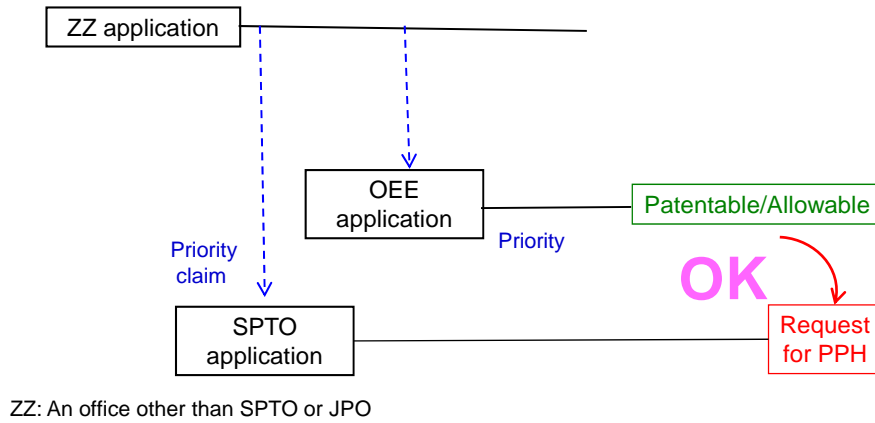 ZZ application
OEE
application
Patentable/Allowable
Priority
Priority
claim
OK
SPTO
application
Request
for PPH
ZZ: An office other than SPTO or JPO